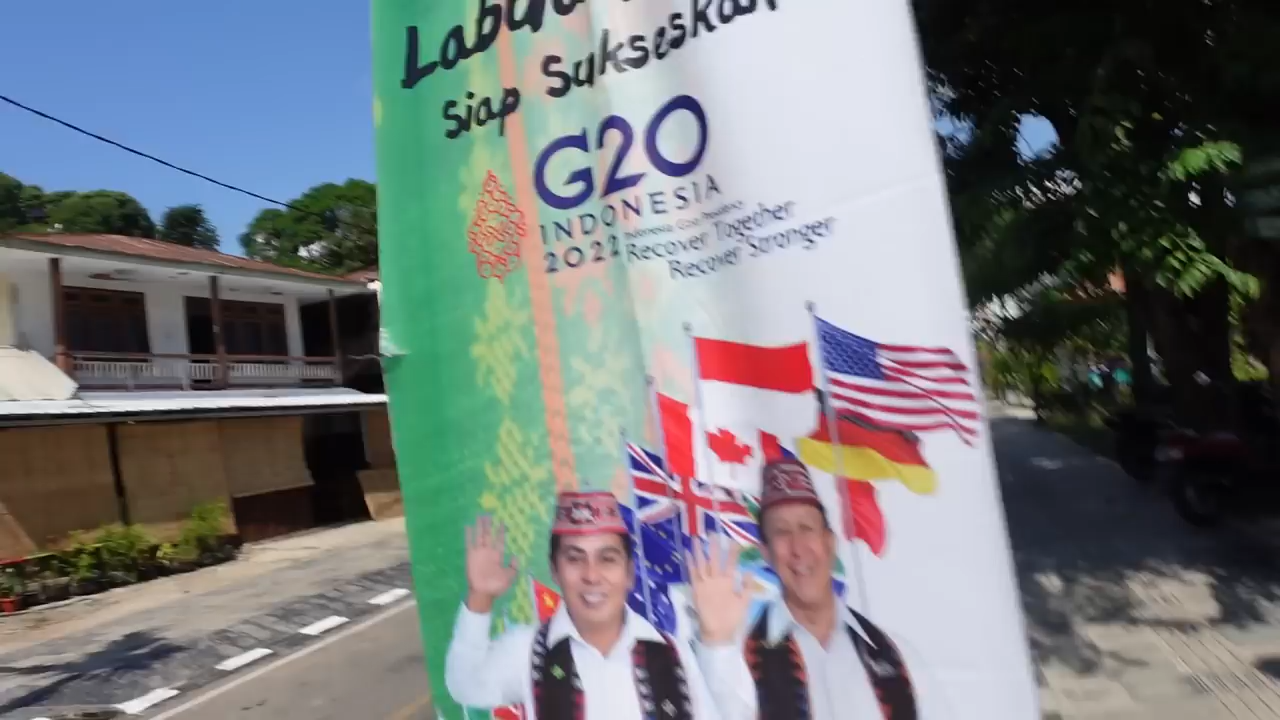 Siap Sukseskan
G20
INDONESIA
2022
Recover Together
Recover Stronger